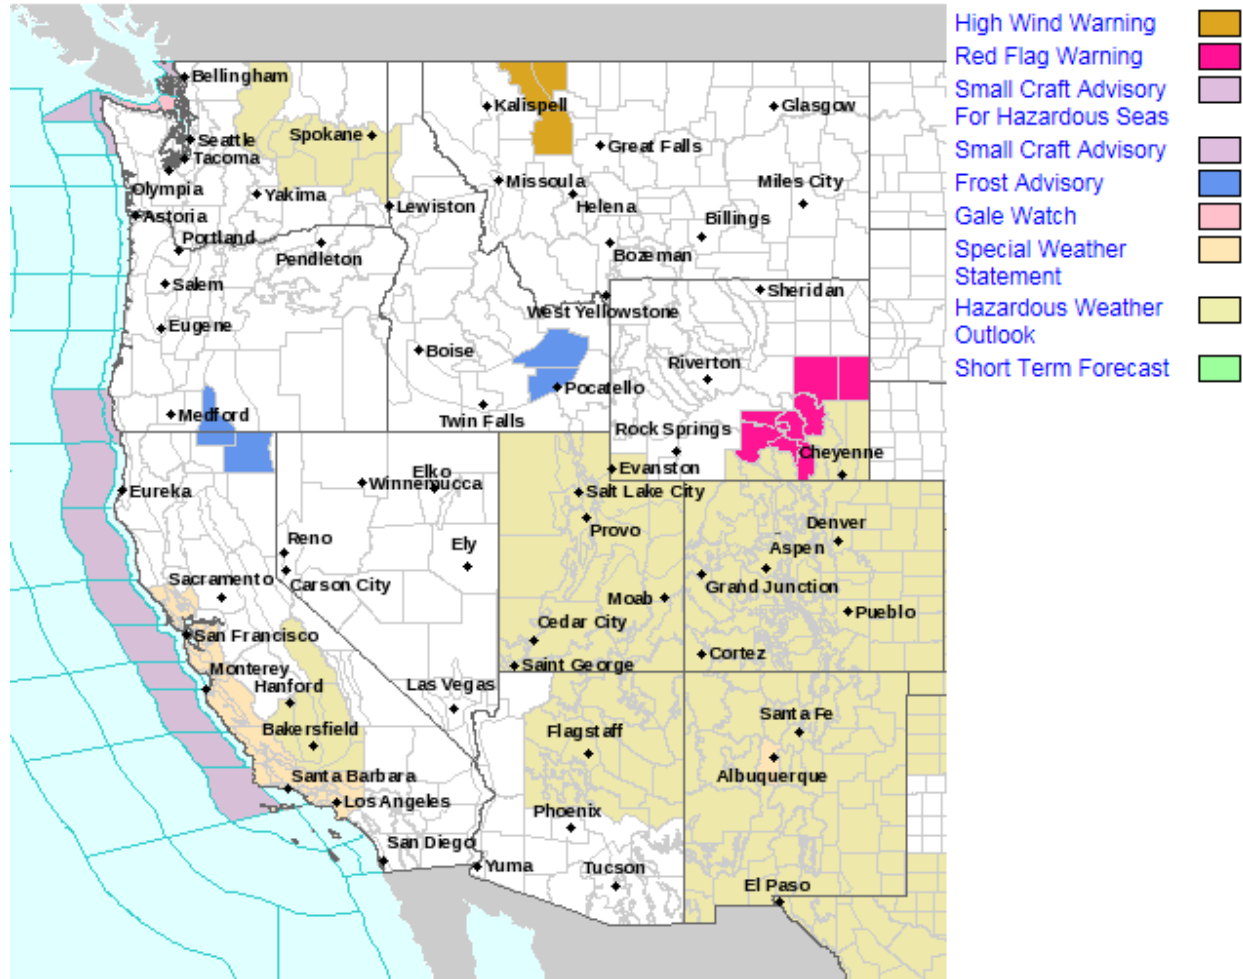 High Wind Warning
Red Flag Warning
Small Craft Advisory
For Hazardous Seas
Small Craft Advisory
Frost Advisory
Gale Watch
Special Weather
Statement
Hazardous Weather
Outlook
Short Term Forecast
Bellingham
Kalispell
Glasgow
Seattle
Spokane
Great Falls
Tacoma
Olympia
Yakima
Lewiston
Missoula
Helena
Miles City
Astoria
Portland
Pendleton
Billings
Bozeman
Salem
Sheridan
West Yellowstone
Eugene
Boise
Riverton
Pocatello
Medford
Twin Falls
Rock Springs
Cheyenne
Eureka
Elko
Winnemucca
Evanston
Salt Lake City
Provo
Denver
Reno
Ely
Aspen
Sacramento
Carson City
Moab
Grand Junction
Pueblo
San Francisco
Cedar City
Cortez
Saint George
Monterey
Hanford
Las Vegas
Bakersfield
Flagstaff
Santa Fe
Albuquerque
Santa Barbara
Los Angeles
Phoenix
San Diego
Yuma
Tucson
El Paso